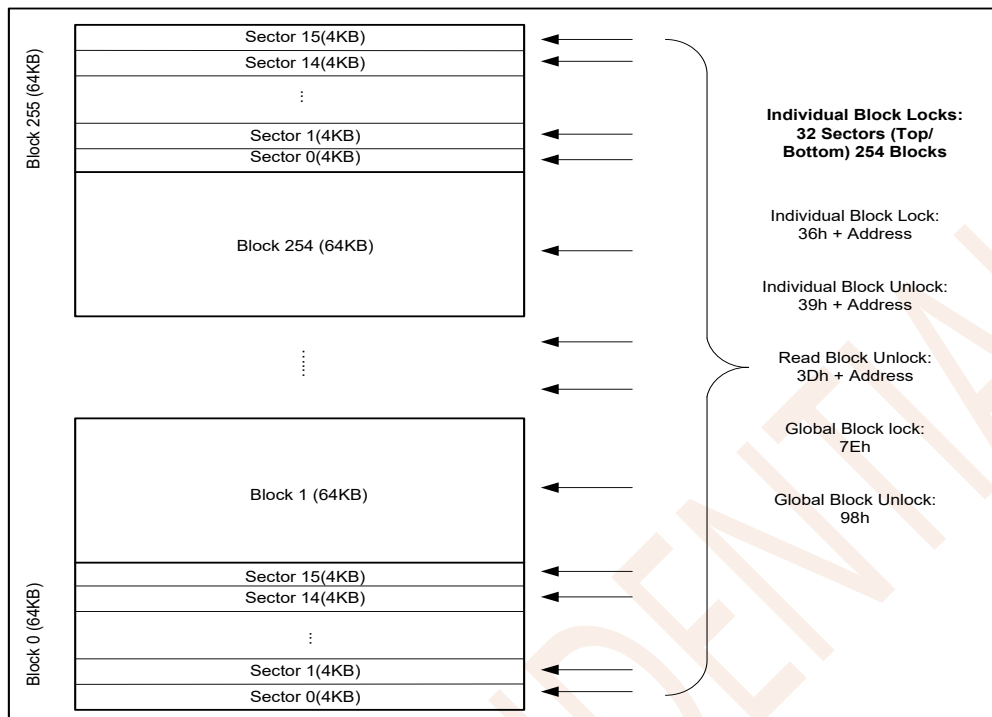 Block 255 (64KB)
Sector 15(4KB)
Sector 14(4KB)
⋮
Sector 1(4KB)
Sector 0(4KB)
Block 254 (64KB)
Block 1 (64KB)
Block 0 (64KB)
Sector 15(4KB)
Sector 14(4KB)
⋮
Sector 1(4KB)
Sector 0(4KB)
Individual Block Locks:
32 Sectors (Top/
Bottom) 254 Blocks
Individual Block Lock:
36h + Address
Individual Block Unlock:
39h + Address
Read Block Unlock:
3Dh + Address
Global Block lock:
7Eh
Global Block Unlock:
98h
IDENTIA